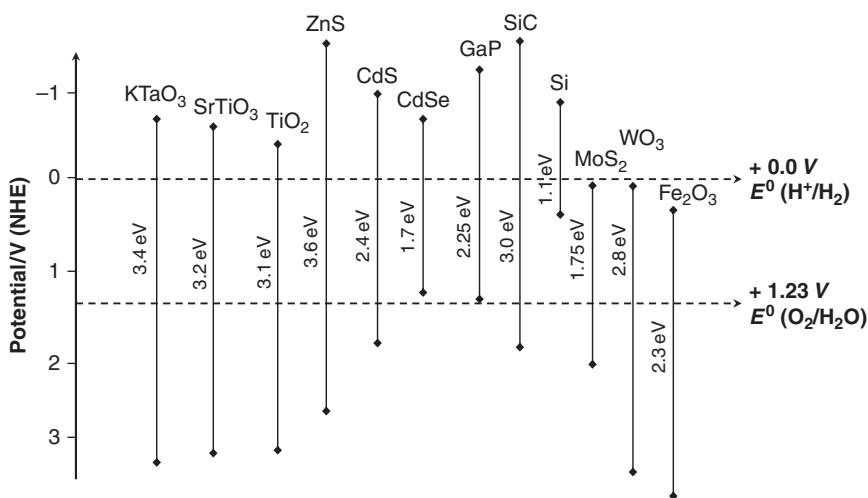 ZnS
SiC
GaP
CdS
Si
–1
KTaO₃
SrTiO₃
CdSe
TiO₂
WO₃
MoS₂
+ 0.0 V
0
E⁰ (H⁺/H₂)
Fe₂O₃
Potential/V (NHE)
3.4 eV
3.2 eV
3.1 eV
3.6 eV
2.4 eV
1.7 eV
2.25 eV
3.0 eV
1.1 eV
1.75 eV
2.8 eV
2.3 eV
1
+ 1.23 V
E⁰ (O₂/H₂O)
2
3